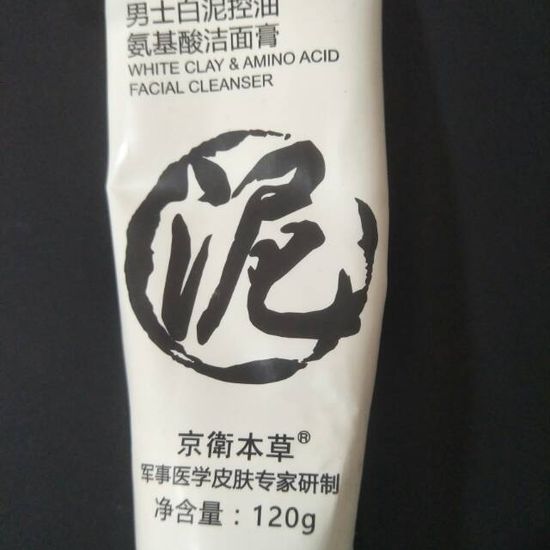 男士白泥控油
氨基酸洁面膏
WHITE CLAY & AMINO ACID
FACIAL CLEANSER
泥
京衛本草®
军事医学皮肤专家研制
净含量：120g